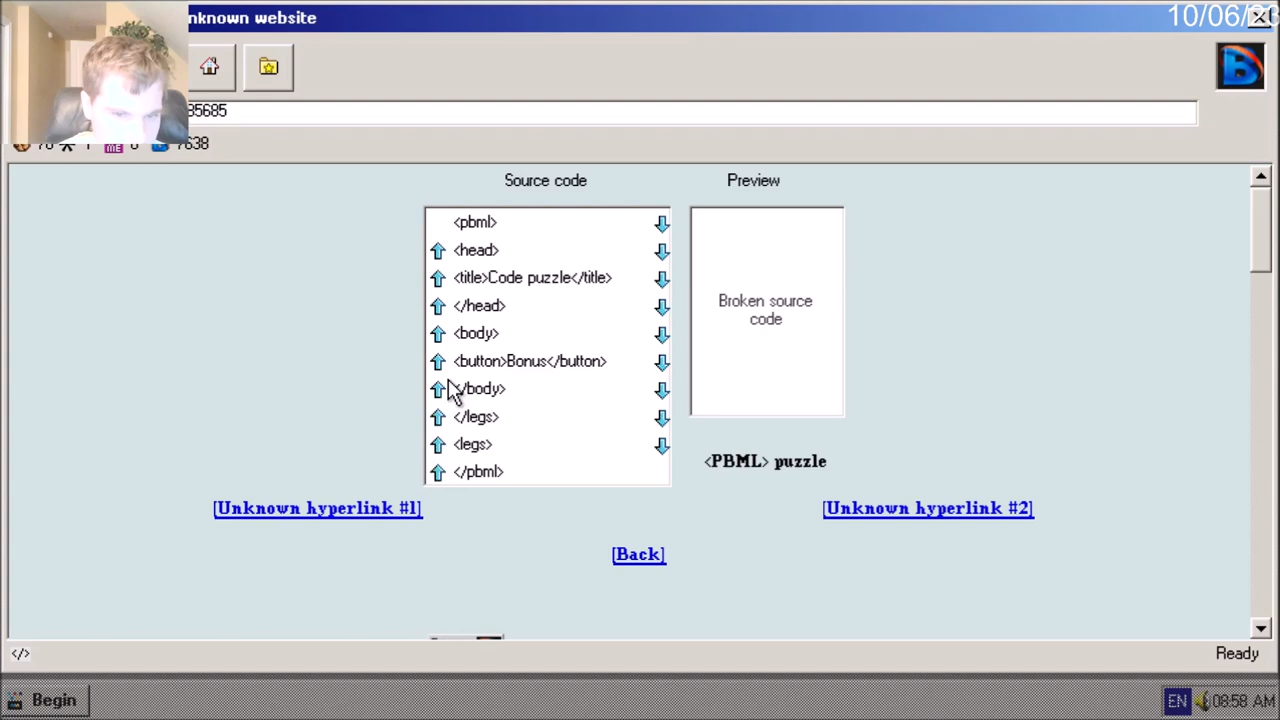 nknown website
10/06/23
35685
7638
Source code
Preview
<pbml>
<head>
<title>Code puzzle</title>
</head>
<body>
<button>Bonus</button>
</body>
</legs>
<legs>
</pbml>
Broken source
code
<PBML> puzzle
[Unknown hyperlink #1]
[Unknown hyperlink #2]
[Back]
</>
Ready
Begin
EN
08:58 AM